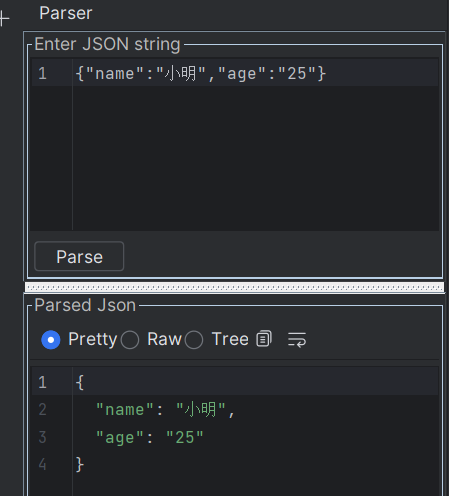 Parser
Enter JSON string
1 {"name":"小明","age":"25"}
Parse
Parsed Json
Pretty Raw Tree
1 {
2 "name": "小明",
3 "age": "25"
4 }